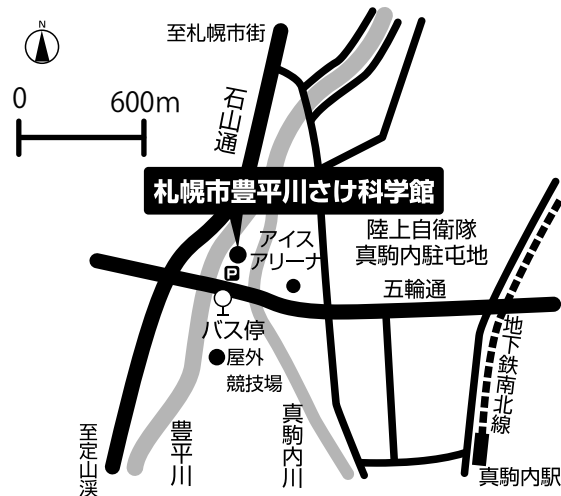 N
至札幌市街
0 600m
石山通
札幌市豊平川さけ科学館
アイス
アリーナ
陸上自衛隊
真駒内駐屯地
P
五輪通
バス停
屋外
競技場
地下鉄南北線
豊平川
真駒内川
至定山渓
真駒内駅